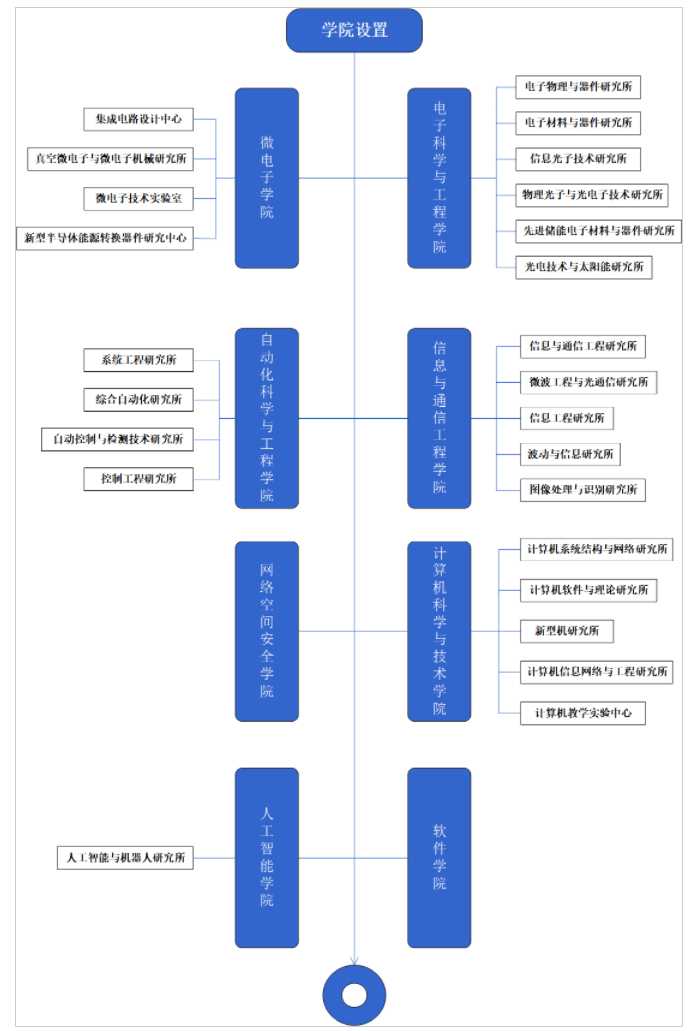 学院设置
微电子学院
集成电路设计中心
真空微电子与微电子机械研究所
微电子技术实验室
新型半导体能源转换器件研究中心
电子科学与工程学院
电子物理与器件研究所
电子材料与器件研究所
信息光子技术研究所
物理光子与光电子技术研究所
先进储能电子材料与器件研究所
光电技术与太阳能研究所
自动化科学与工程学院
系统工程研究所
综合自动化研究所
自动控制与检测技术研究所
控制工程研究所
信息与通信工程学院
信息与通信工程研究所
微波工程与光通信研究所
信息工程研究所
波动与信息研究所
图像处理与识别研究所
网络空间安全学院
计算机科学与技术学院
计算机系统结构与网络研究所
计算机软件与理论研究所
新型机研究所
计算机信息网络与工程研究所
计算机教学实验中心
人工智能学院
人工智能与机器人研究所
软件学院